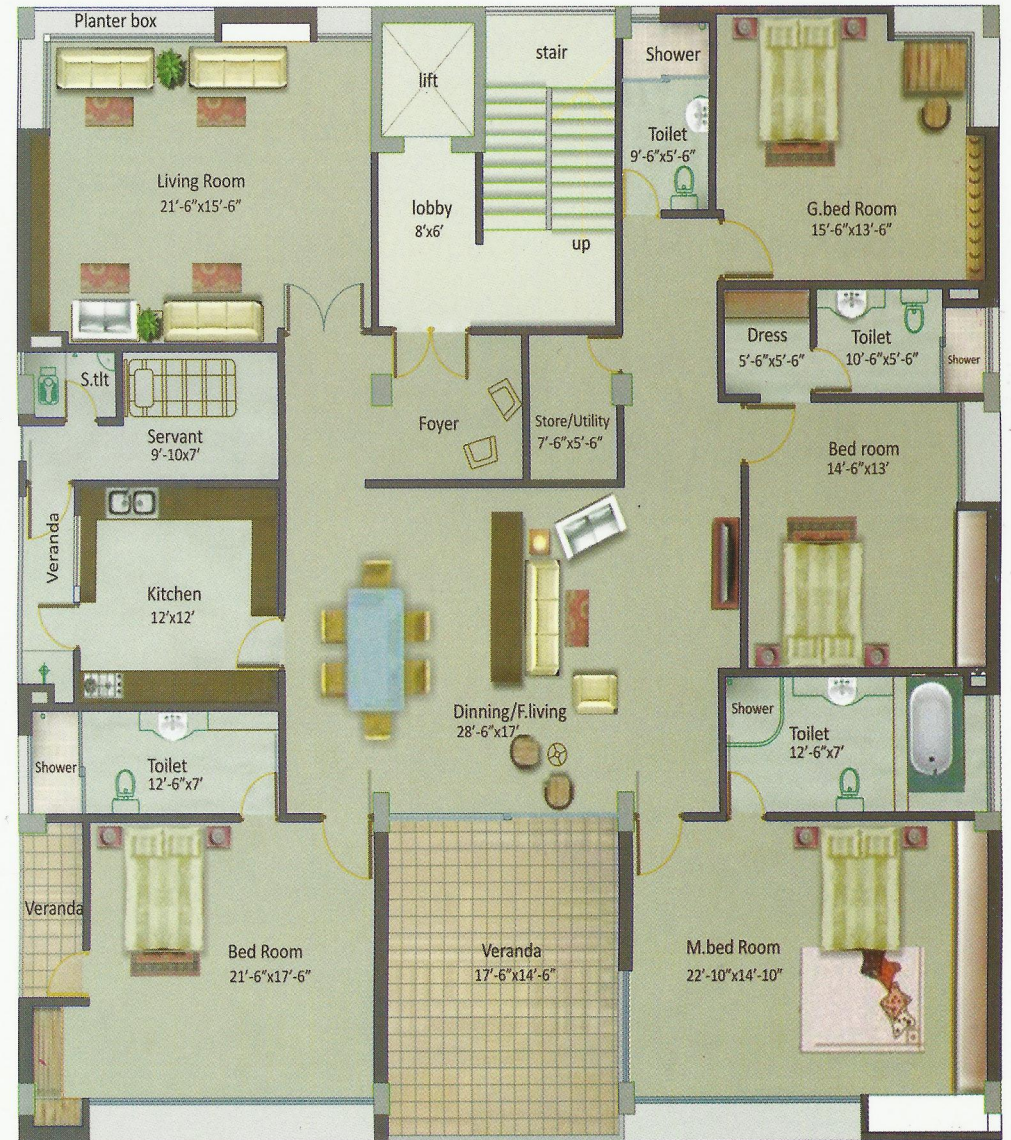 Planter box
stair
Shower
lift
Toilet
9'-6"x5'-6"
Living Room
21'-6"x15'-6"
lobby
8'x6'
G.bed Room
15'-6"x13'-6"
up
Dress
5'-6"x5'-6"
Toilet
10'-6"x5'-6"
Shower
S.tlt
Servant
9'-10x7'
Foyer
Store/Utility
7'-6"x5'-6"
Bed room
14'-6"x13'
Veranda
Kitchen
12'x12'
Dinning/F.living
28'-6"x17'
Shower
Toilet
12'-6"x7'
Shower
Toilet
12'-6"x7'
Veranda
Bed Room
21'-6"x17'-6"
Veranda
17'-6"x14'-6"
M.bed Room
22'-10"x14'-10"